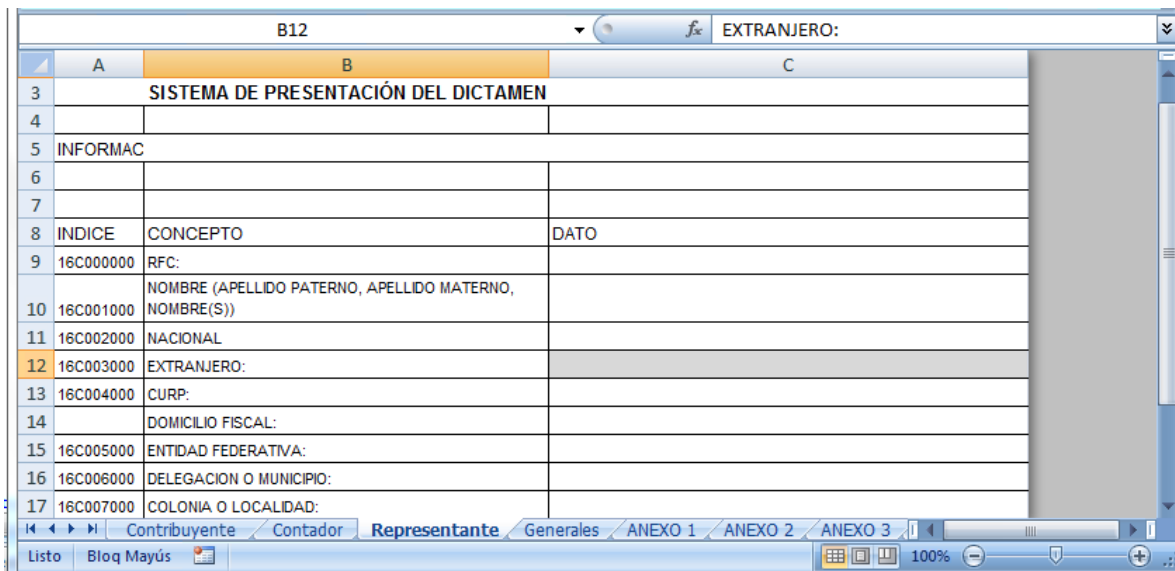 B12 fx EXTRANJERO:
A B C
3 SISTEMA DE PRESENTACIÓN DEL DICTAMEN
4
5 INFORMAC
6
7
8 INDICE CONCEPTO DATO
9 16C000000 RFC:
NOMBRE (APELLIDO PATERNO, APELLIDO MATERNO,
10 16C001000 NOMBRE(S))
11 16C002000 NACIONAL
12 16C003000 EXTRANJERO:
13 16C004000 CURP:
14 DOMICILIO FISCAL:
15 16C005000 ENTIDAD FEDERATIVA:
16 16C006000 DELEGACION O MUNICIPIO:
17 16C007000 COLONIA O LOCALIDAD:
Contribuyente Contador Representante Generales ANEXO 1 ANEXO 2 ANEXO 3
Listo Bloq Mayús 100%